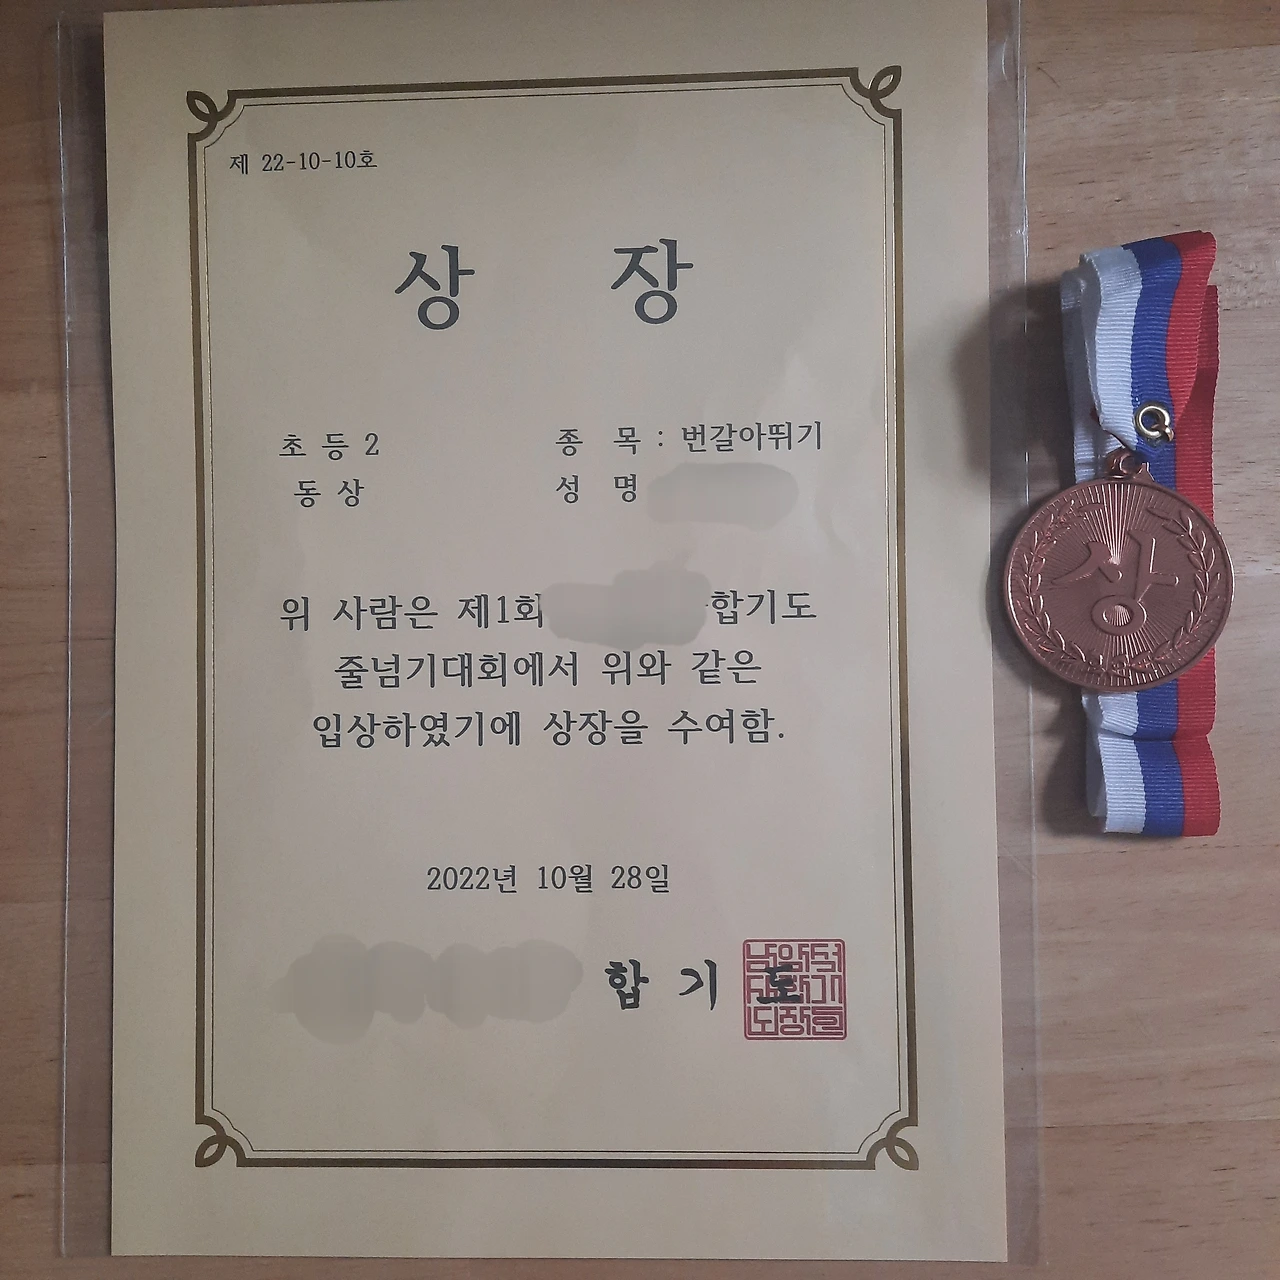 제 22-10-10호
상 장
초 등 2 종 목 : 번갈아뛰기
동 상 성 명
위 사람은 제1회 합기도
줄넘기대회에서 위와 같은
입상하였기에 상장을 수여함.
2022년 10월 28일
합 기 도
상